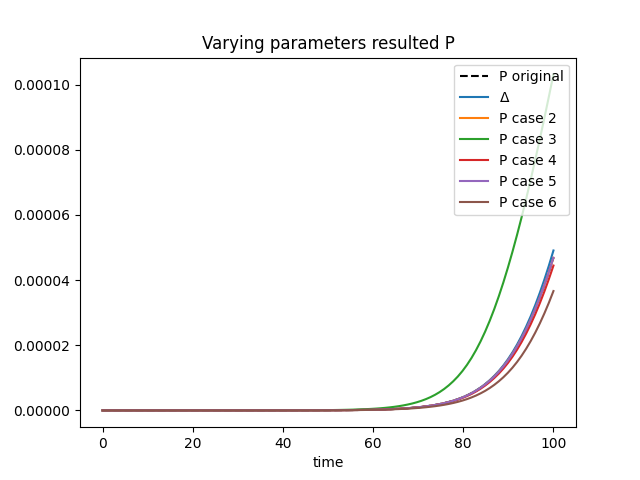 Varying parameters resulted P
0.00010
0.00008
0.00006
0.00004
0.00002
0.00000
P original
Δ
P case 2
P case 3
P case 4
P case 5
P case 6
0 20 40 60 80 100
time